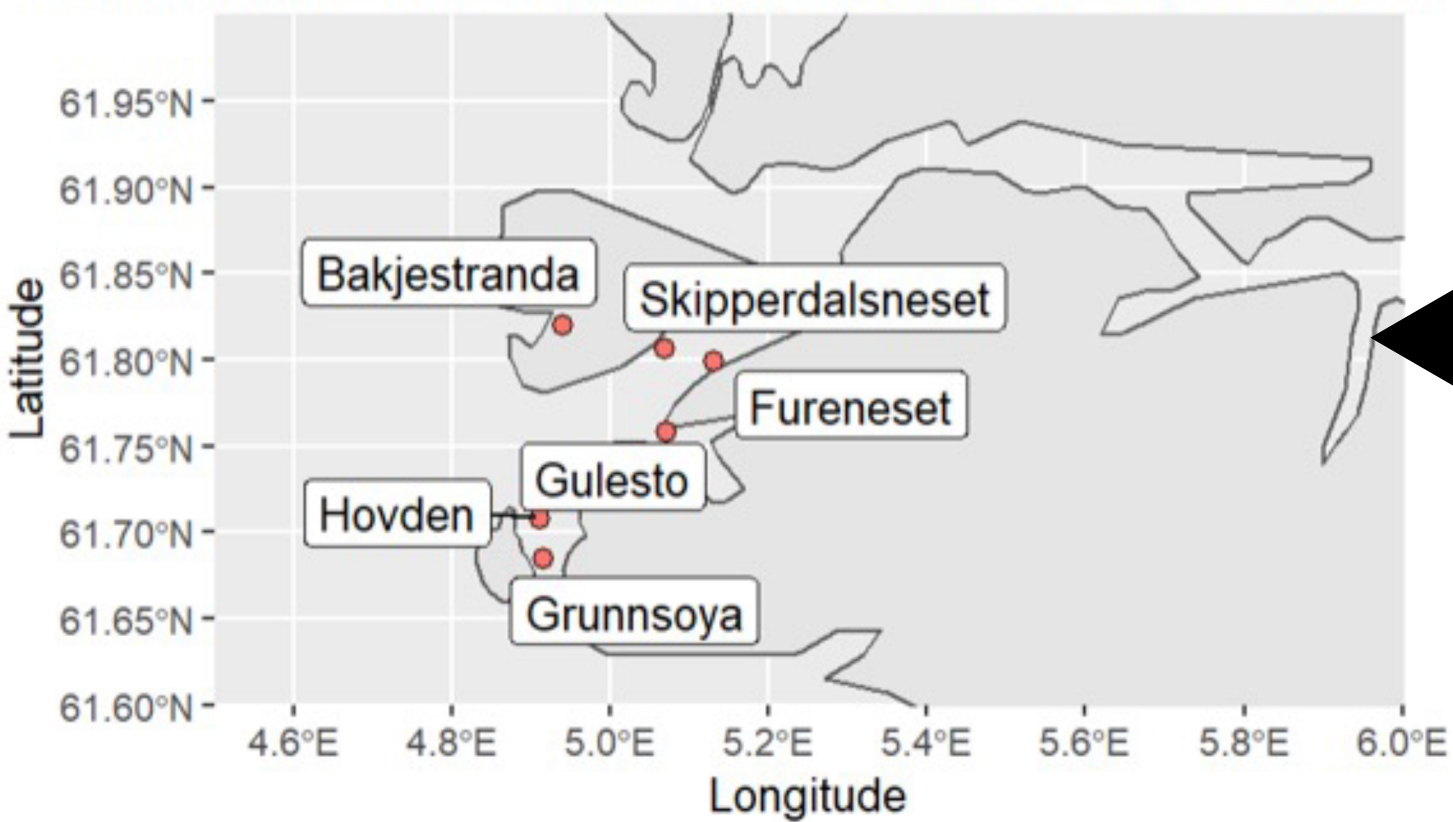 61.95°N
61.90°N
61.85°N
61.80°N
61.75°N
61.70°N
61.65°N
61.60°N
Latitude
Bakjestranda
Skipperdalsneset
Fureneset
Gulesto
Hovden
Grunnsoya
4.6°E 4.8°E 5.0°E 5.2°E 5.4°E 5.6°E 5.8°E 6.0°E
Longitude